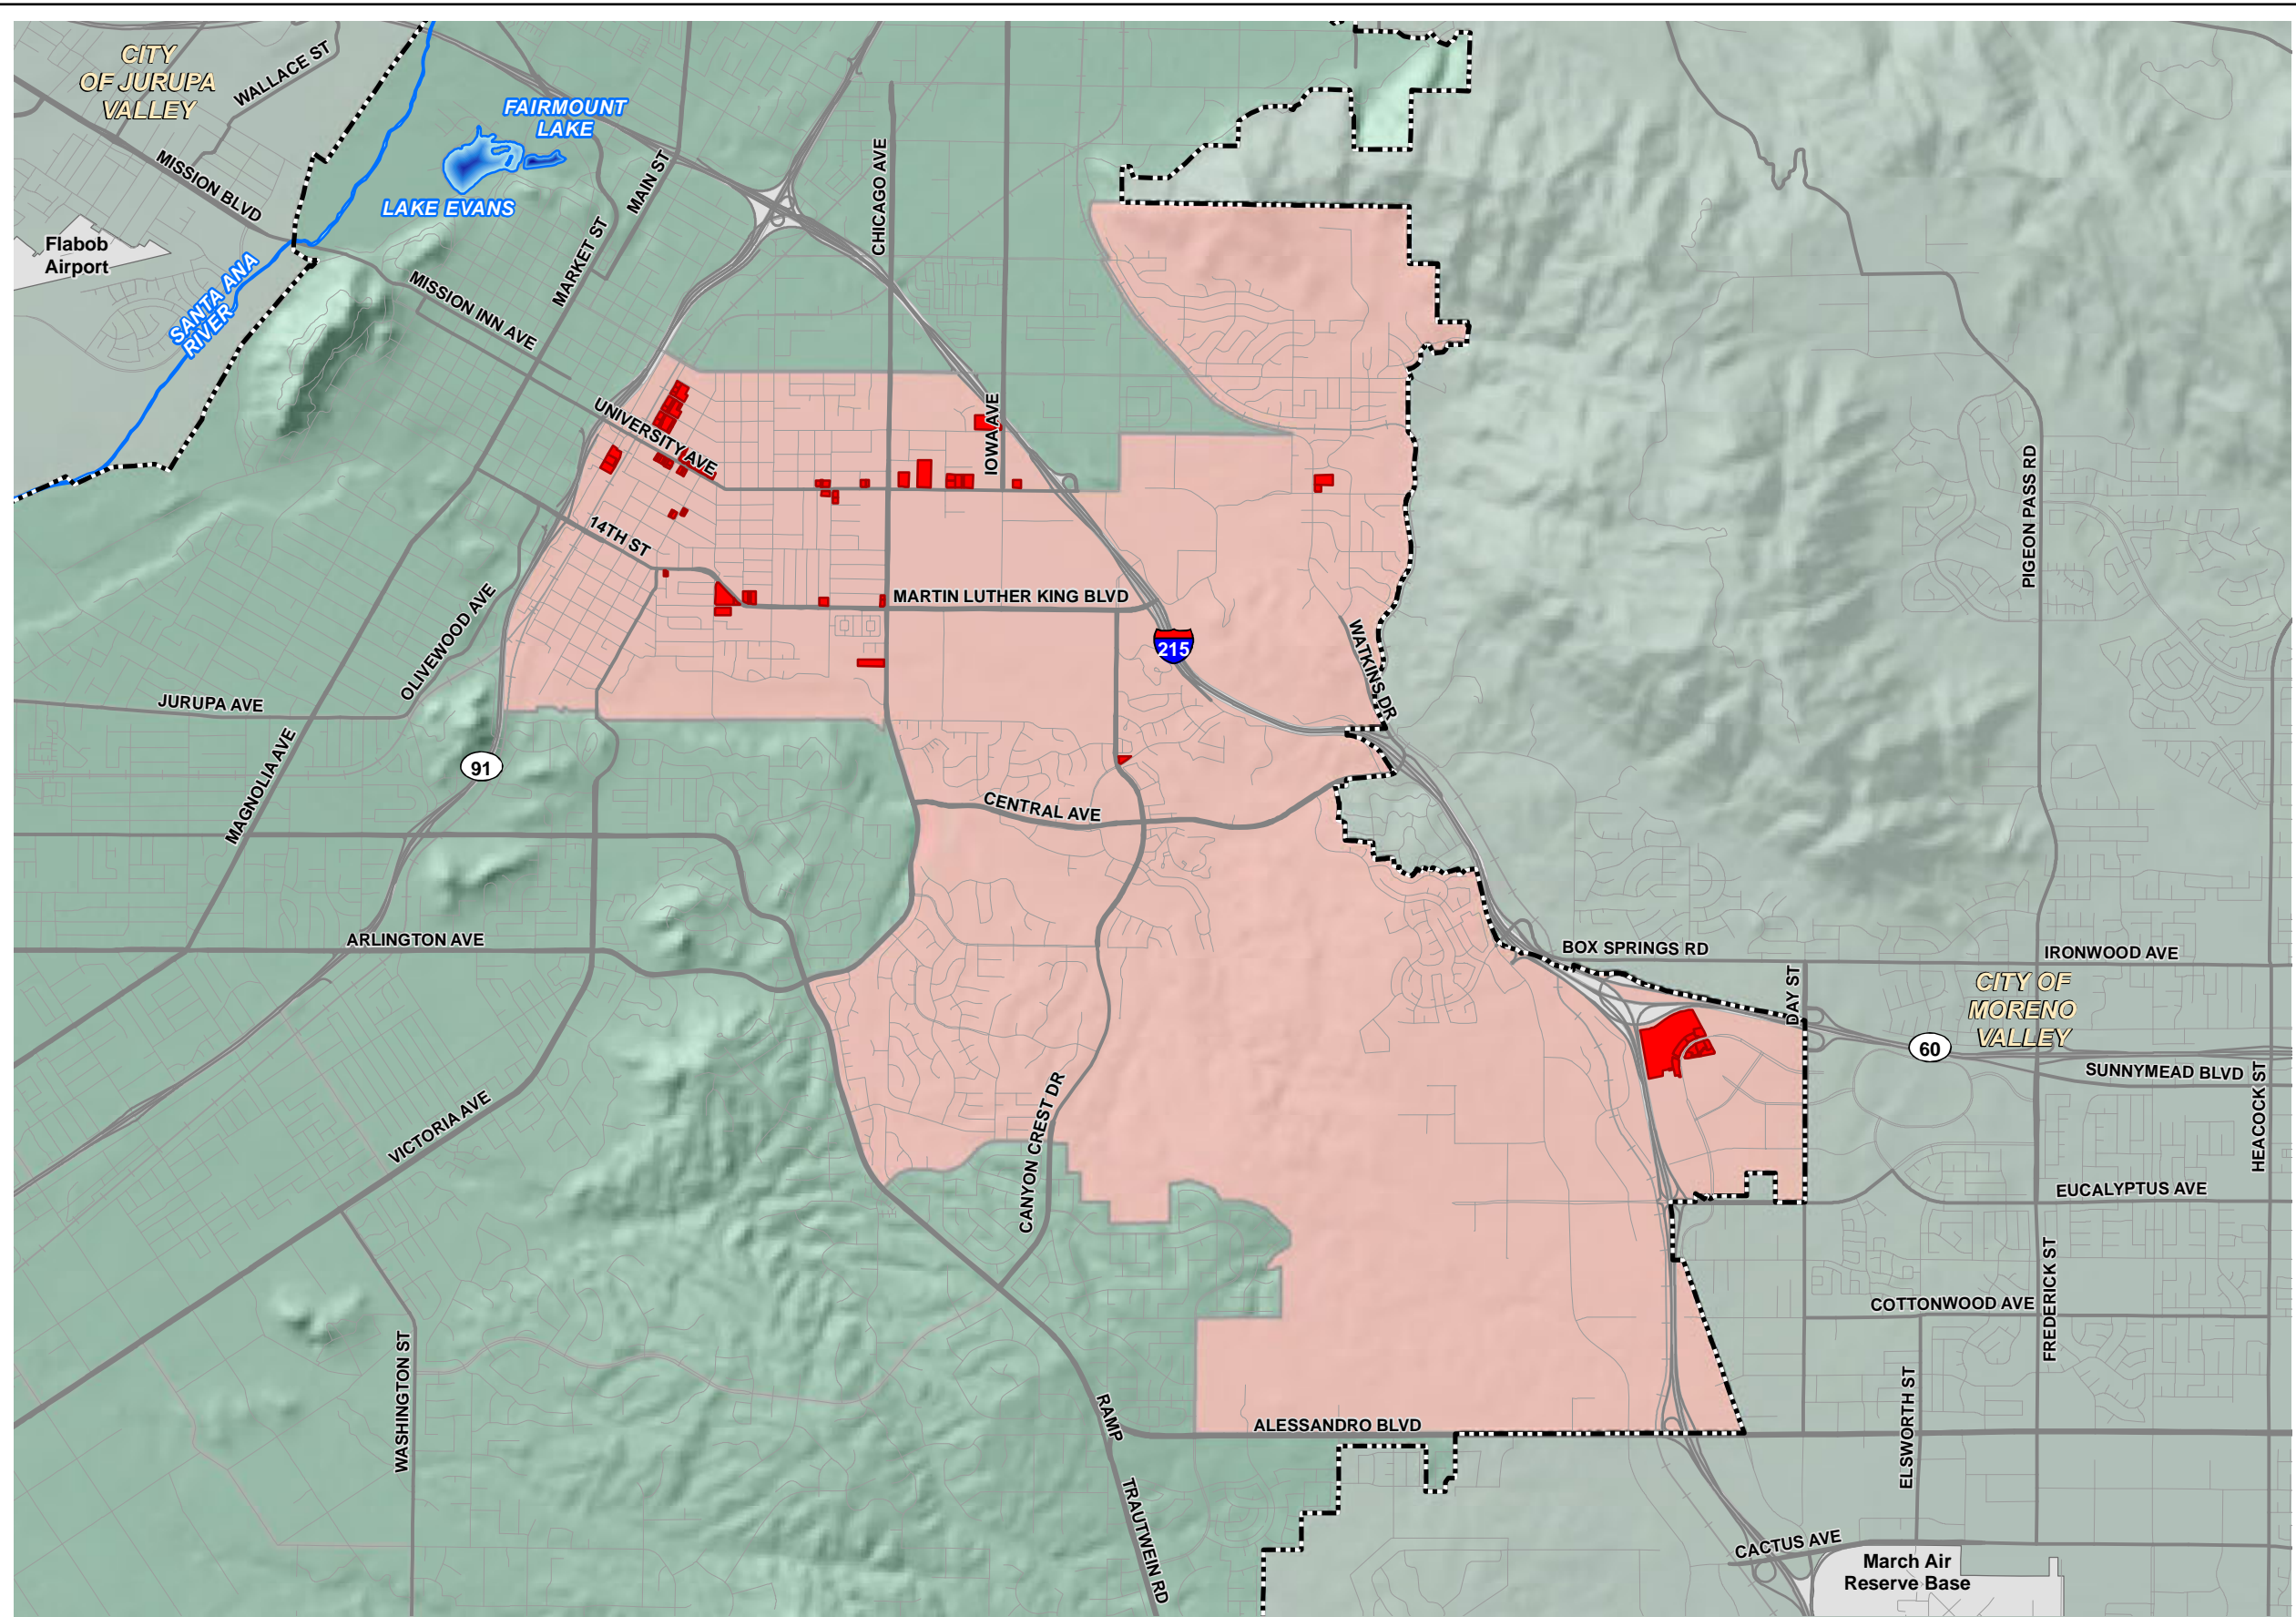 CITY
OF JURUPA
VALLEY
WALLACE ST
FAIRMOUNT
LAKE
LAKE EVANS
MISSION BLVD
MAIN ST
CHICAGO AVE
Flabob
Airport
SANTA ANA
RIVER
MARKET ST
MISSION INN AVE
UNIVERSITY AVE
IOWA AVE
PIGEON PASS RD
14TH ST
MARTIN LUTHER KING BLVD
215
WATKINS DR
OLIVEWOOD AVE
JURUPA AVE
MAGNOLIA AVE
91
CENTRAL AVE
ARLINGTON AVE
BOX SPRINGS RD
IRONWOOD AVE
DAY ST
CITY OF
MORENO
VALLEY
60
SUNNYMEAD BLVD
HEACOCK ST
VICTORIA AVE
CANYON CREST DR
EUCALYPTUS AVE
FREDERICK ST
COTTONWOOD AVE
WASHINGTON ST
RAMP
ALESSANDRO BLVD
ELSWORTH ST
TRAUTWEIN RD
CACTUS AVE
March Air
Reserve Base